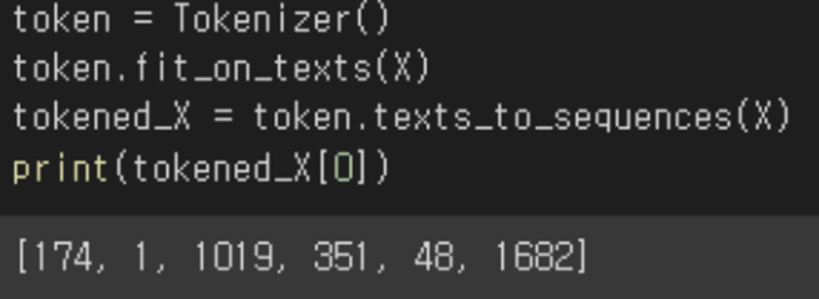 token = Tokenizer()
token.fit_on_texts(X)
tokened_X = token.texts_to_sequences(X)
print(tokened_X[0])
[174, 1, 1019, 351, 48, 1682]